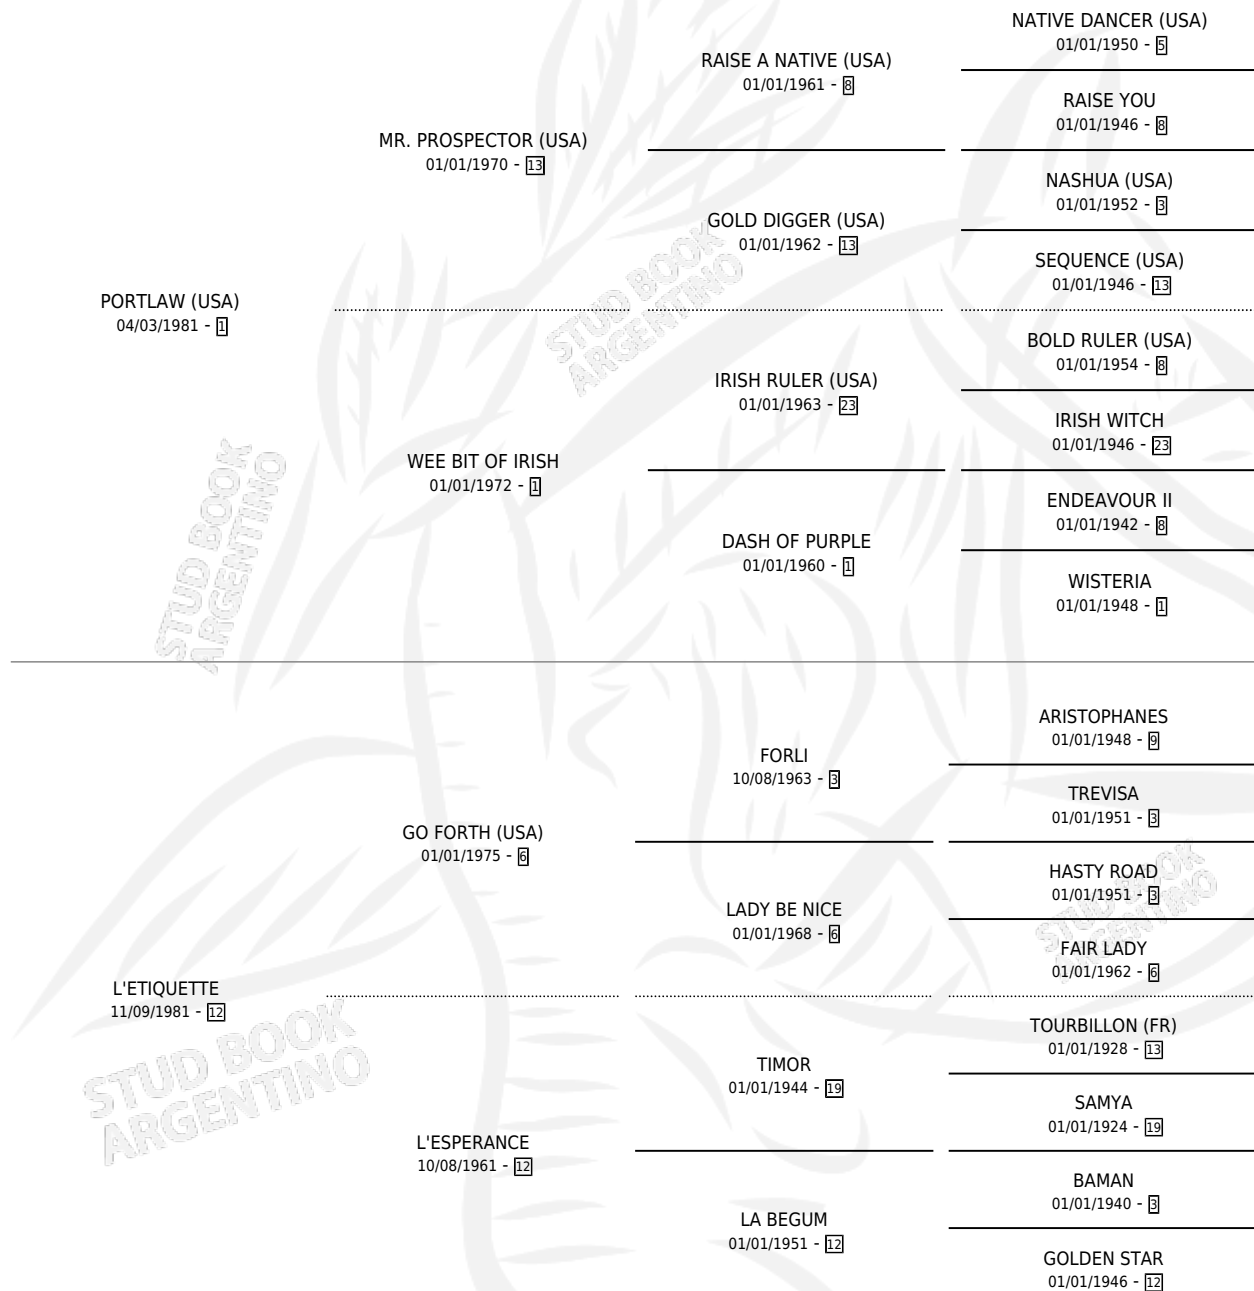 NATIVE DANCER (USA)
01/01/1950 - 5
RAISE A NATIVE (USA)
01/01/1961 - 8
RAISE YOU
01/01/1946 - 8
MR. PROSPECTOR (USA)
01/01/1970 - 13
NASHUA (USA)
01/01/1952 - 3
GOLD DIGGER (USA)
01/01/1962 - 13
SEQUENCE (USA)
01/01/1946 - 13
PORTLAW (USA)
04/03/1981 - 1
STUD BOOK
ARGENTINO
BOLD RULER (USA)
01/01/1954 - 8
IRISH RULER (USA)
01/01/1963 - 23
IRISH WITCH
01/01/1946 - 23
WEE BIT OF IRISH
01/01/1972 - 1
STUD BOOK
ARGENTINO
ENDEAVOUR II
01/01/1942 - 8
DASH OF PURPLE
01/01/1960 - 1
WISTERIA
01/01/1948 - 1
ARISTOPHANES
01/01/1948 - 9
FORLI
10/08/1963 - 3
TREVISA
01/01/1951 - 3
GO FORTH (USA)
01/01/1975 - 6
HASTY ROAD
01/01/1951 - 3
STUD BOOK
ARGENTINO
LADY BE NICE
01/01/1968 - 6
FAIR LADY
01/01/1962 - 6
L'ETIQUETTE
11/09/1981 - 12
STUD BOOK
ARGENTINO
TOURBILLON (FR)
01/01/1928 - 13
TIMOR
01/01/1944 - 19
SAMYA
01/01/1924 - 19
L'ESPERANCE
10/08/1961 - 12
BAMAN
01/01/1940 - 3
LA BEGUM
01/01/1951 - 12
GOLDEN STAR
01/01/1946 - 12